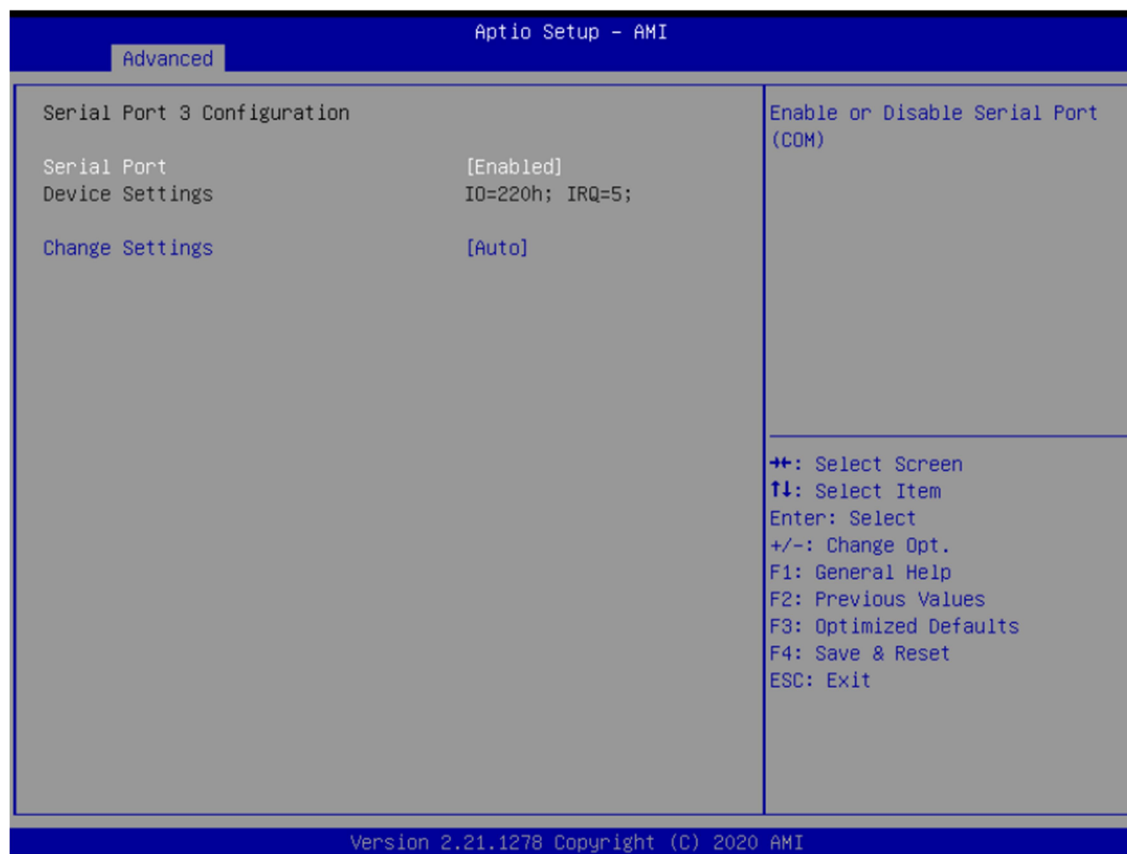 Aptio Setup - AMI
Advanced
Serial Port 3 Configuration
Serial Port [Enabled]
Device Settings IO=220h; IRQ=5;
Change Settings [Auto]
Enable or Disable Serial Port
(COM)
→←: Select Screen
↑↓: Select Item
Enter: Select
+/-: Change Opt.
F1: General Help
F2: Previous Values
F3: Optimized Defaults
F4: Save & Reset
ESC: Exit
Version 2.21.1278 Copyright (C) 2020 AMI